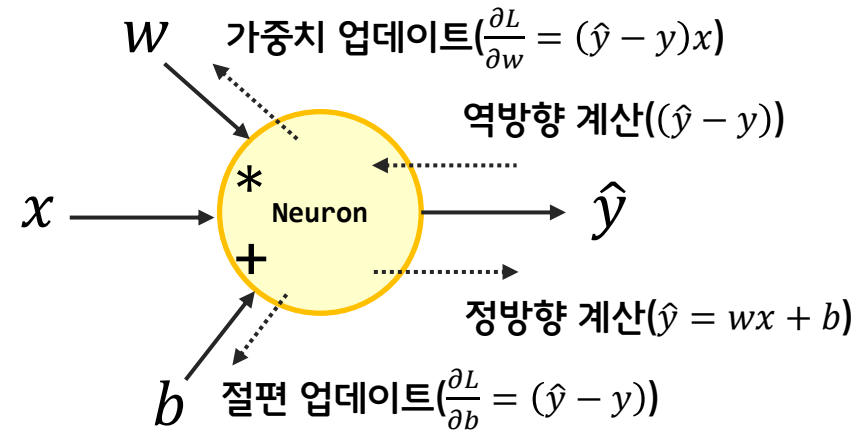 w 가중치 업데이트(∂L/∂w = (ŷ − y)x)
역방향 계산((ŷ − y))
*
x Neuron ŷ
+
정방향 계산(ŷ = wx + b)
b 절편 업데이트(∂L/∂b = (ŷ − y))